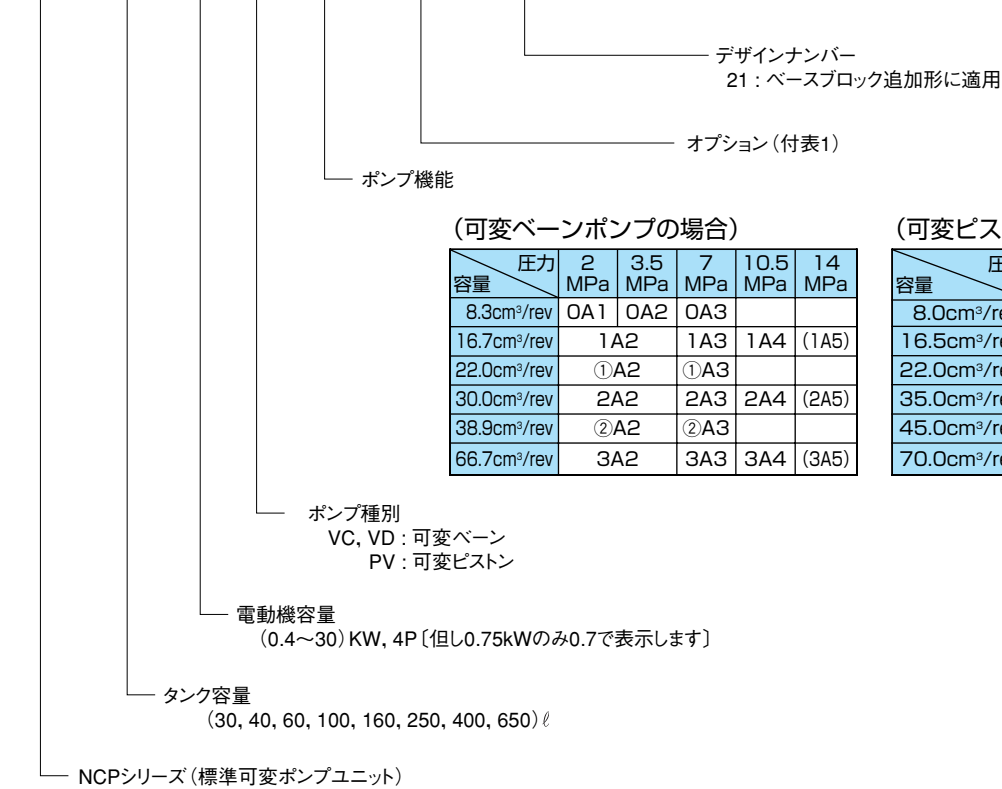 デザインナンバー
21：ベースブロック追加形に適用
オプション（付表1）
ポンプ機能
（可変ベーンポンプの場合）
圧力 2 MPa 3.5 MPa 7 MPa 10.5 MPa 14 MPa
容量
8.3cm³/rev 0A1 0A2 0A3
16.7cm³/rev 1A2 1A3 1A4 (1A5)
22.0cm³/rev ①A2 ①A3
30.0cm³/rev 2A2 2A3 2A4 (2A5)
38.9cm³/rev ②A2 ②A3
66.7cm³/rev 3A2 3A3 3A4 (3A5)
（可変ピス
容量
8.0cm³/re
16.5cm³/re
22.0cm³/re
35.0cm³/re
45.0cm³/re
70.0cm³/re
ポンプ種別
VC, VD：可変ベーン
PV：可変ピストン
電動機容量
（0.4～30）KW, 4P〔但し0.75kWのみ0.7で表示します〕
タンク容量
（30, 40, 60, 100, 160, 250, 400, 650）ℓ
NCPシリーズ（標準可変ポンプユニット）